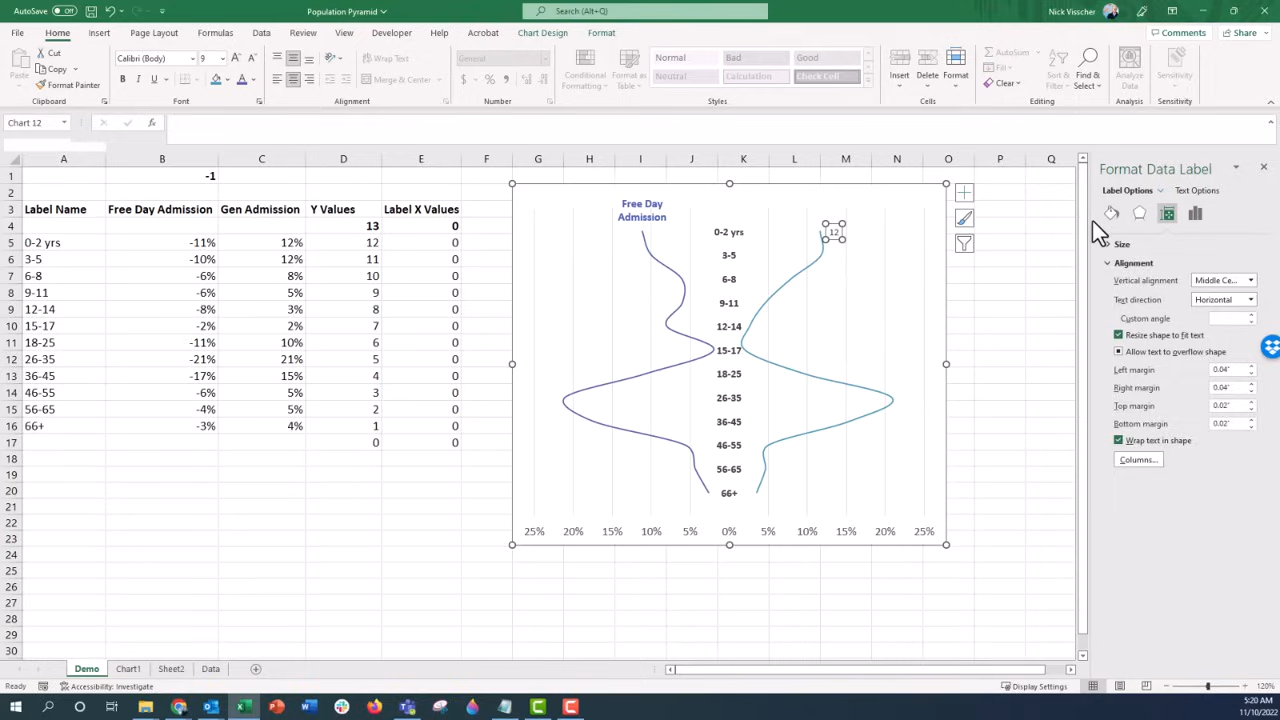 AutoSave Off Population Pyramid Search (Alt+Q) Nick Visscher
File Home Insert Page Layout Formulas Data Review View Developer Help Acrobat Chart Design Format Comments Share
Paste Cut Calibri (Body) 9 Wrap Text General Conditional Formatting Format as Table Normal Bad Good Insert Delete Format AutoSum Sort & Filter Find & Select Analyze Data Sensitivity
Copy B I U Merge & Center $ % Neutral Calculation Check Cell Fill
Format Painter Clear
Clipboard Font Alignment Number Styles Cells Editing Analysis Sensitivity
Chart 12 fx
A B C D E F G H I J K L M N O P Q
1 -1
2
3 Label Name Free Day Admission Gen Admission Y Values Label X Values
4 13 0
5 0-2 yrs -11% 12% 12 0
6 3-5 -10% 12% 11 0
7 6-8 -6% 8% 10 0
8 9-11 -6% 5% 9 0
9 12-14 -8% 3% 8 0
10 15-17 -2% 2% 7 0
11 18-25 -11% 10% 6 0
12 26-35 -21% 21% 5 0
13 36-45 -17% 15% 4 0
14 46-55 -6% 5% 3 0
15 56-65 -4% 5% 2 0
16 66+ -3% 4% 1 0
17 0 0
18
19
20
21
22
23
24
25
26
27
28
29
30
Free Day
Admission
0-2 yrs 12
3-5
6-8
9-11
12-14
15-17
18-25
26-35
36-45
46-55
56-65
66+
25% 20% 15% 10% 5% 0% 5% 10% 15% 20% 25%
Format Data Label
Label Options Text Options
Size
Alignment
Vertical alignment Middle Ce...
Text direction Horizontal
Custom angle
Resize shape to fit text
Allow text to overflow shape
Left margin 0.04"
Right margin 0.04"
Top margin 0.02"
Bottom margin 0.02"
Wrap text in shape
Columns...
Demo Chart1 Sheet2 Data
Ready Accessibility: Investigate Display Settings 120%
5:20 AM
11/10/2022